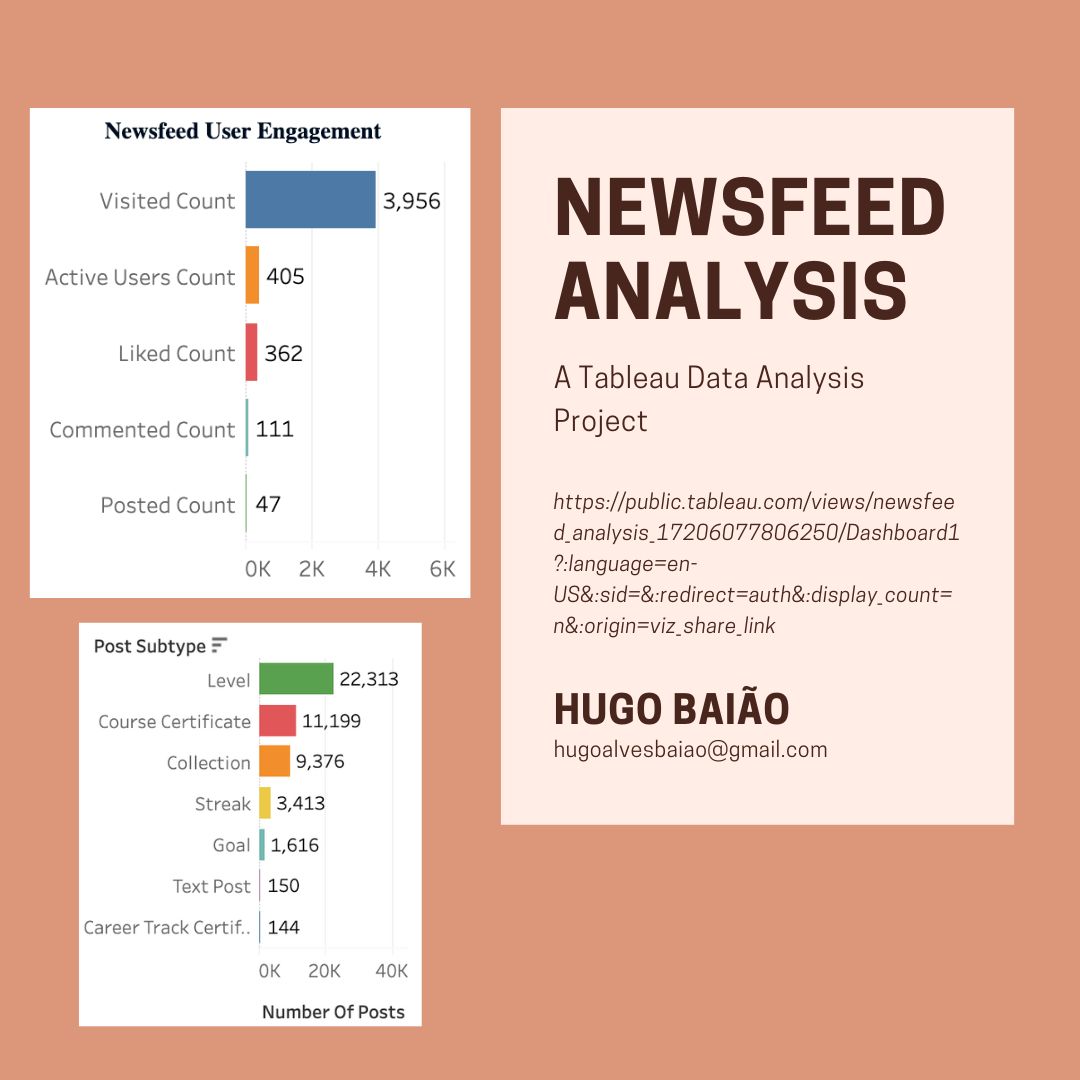 Newsfeed User Engagement
Visited Count 3,956
Active Users Count 405
Liked Count 362
Commented Count 111
Posted Count 47
0K 2K 4K 6K
Post Subtype
Level 22,313
Course Certificate 11,199
Collection 9,376
Streak 3,413
Goal 1,616
Text Post 150
Career Track Certif.. 144
0K 20K 40K
Number Of Posts
NEWSFEED
ANALYSIS
A Tableau Data Analysis
Project
https://public.tableau.com/views/newsfee
d_analysis_17206077806250/Dashboard1
?:language=en-
US&:sid=&:redirect=auth&:display_count=
n&:origin=viz_share_link
HUGO BAIÃO
hugoalvesbaiao@gmail.com